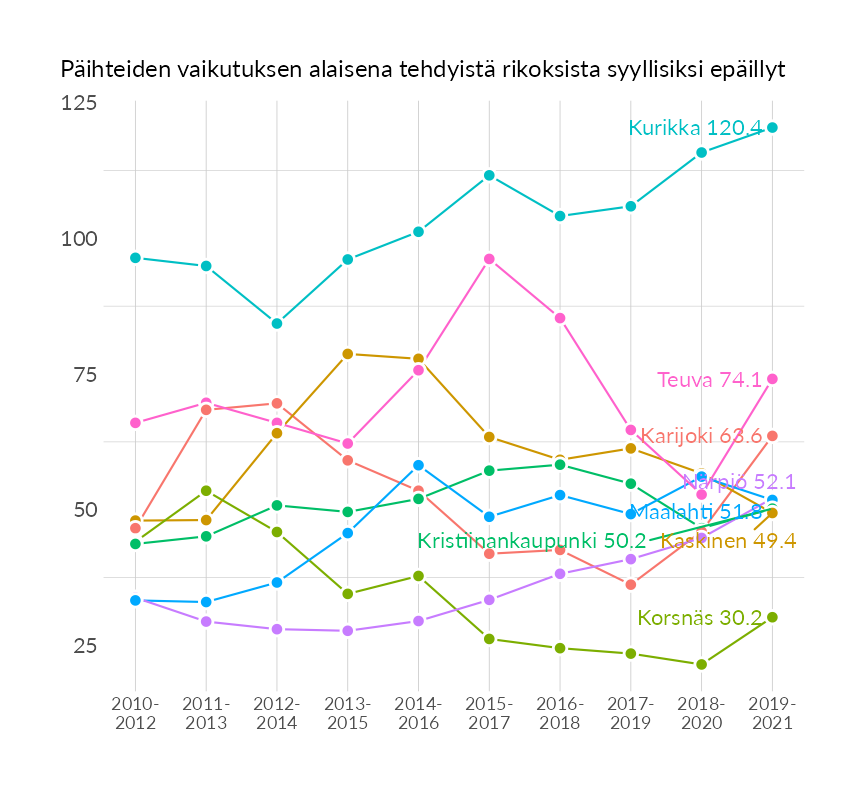 Päihteiden vaikutuksen alaisena tehdyistä rikoksista syyllisiksi epäillyt
125
Kurikka 120.4
100
75
Teuva 74.1
Karijoki 63.6
Närpiö 52.1
50
Maalahti 51.8
Kristiinankaupunki 50.2
Kaskinen 49.4
Korsnäs 30.2
25
2010-
2012
2011-
2013
2012-
2014
2013-
2015
2014-
2016
2015-
2017
2016-
2018
2017-
2019
2018-
2020
2019-
2021